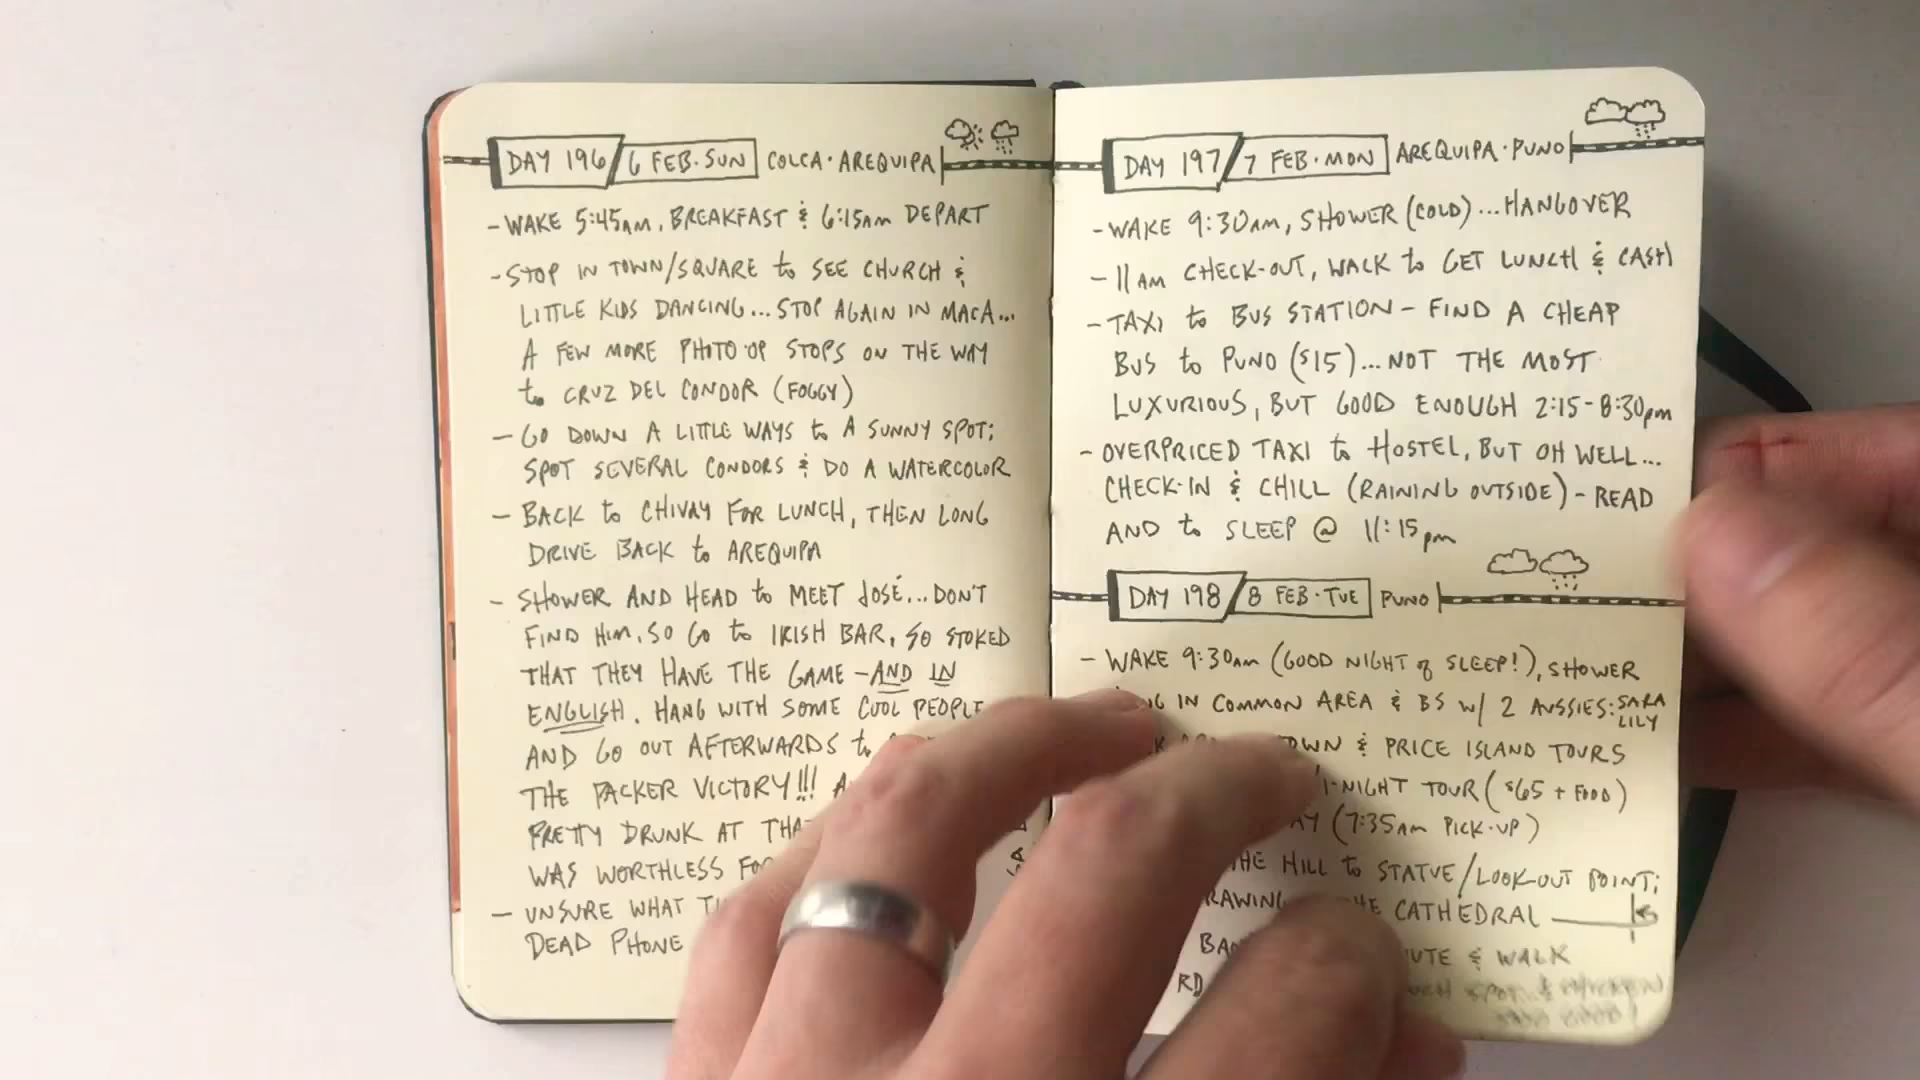 DAY 196 / 6 FEB·SUN COLCA·AREQUIPA
- WAKE 5:45AM, BREAKFAST & 6:15AM DEPART
- STOP IN TOWN/SQUARE to SEE CHURCH &
LITTLE KIDS DANCING...STOP AGAIN IN MACA...
A FEW MORE PHOTO·OP STOPS ON THE WAY
to CRUZ DEL CONDOR (FOGGY)
- GO DOWN A LITTLE WAYS to A SUNNY SPOT;
SPOT SEVERAL CONDORS & DO A WATERCOLOR
- BACK to CHIVAY FOR LUNCH, THEN LONG
DRIVE BACK to AREQUIPA
- SHOWER AND HEAD to MEET JOSÉ...DON'T
FIND HIM, SO GO to IRISH BAR, SO STOKED
THAT THEY HAVE THE GAME - AND IN
ENGLISH. HANG WITH SOME COOL PEOPLE
AND GO OUT AFTERWARDS to
THE PACKER VICTORY!!!
PRETTY DRUNK AT
WAS WORTHLESS
- UNSURE WHAT
DEAD PHONE
DAY 197 / 7 FEB·MON AREQUIPA·PUNO
- WAKE 9:30AM, SHOWER (COLD)...HANGOVER
- 11AM CHECK-OUT, WALK to GET LUNCH & CASH
- TAXI to BUS STATION - FIND A CHEAP
BUS to PUNO ($15)...NOT THE MOST
LUXURIOUS, BUT GOOD ENOUGH 2:15-8:30pm
- OVERPRICED TAXI to HOSTEL, BUT OH WELL...
CHECK-IN & CHILL (RAINING OUTSIDE) - READ
AND to SLEEP @ 11:15pm
DAY 198 / 8 FEB·TUE PUNO
- WAKE 9:30AM (GOOD NIGHT of SLEEP!), SHOWER
IN COMMON AREA & BS w/ 2 AUSSIES: SARA
LILY
TOWN & PRICE ISLAND TOURS
1-NIGHT TOUR ($65 + FOOD)
(7:35AM PICK-UP)
THE HILL to STATUE/LOOK-OUT POINT;
THE CATHEDRAL
& WALK